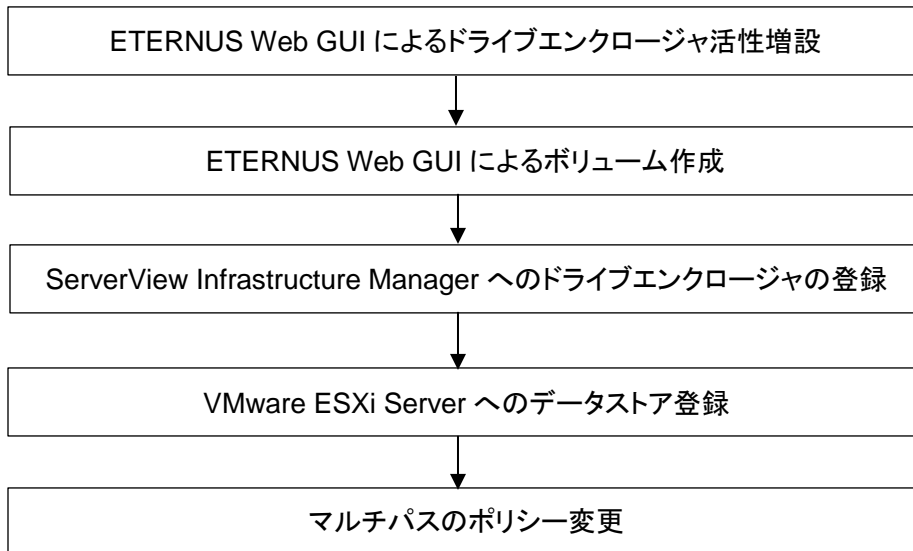 ETERNUS Web GUI によるドライブエンクロージャ活性増設
ETERNUS Web GUI によるボリューム作成
ServerView Infrastructure Manager へのドライブエンクロージャの登録
VMware ESXi Server へのデータストア登録
マルチパスのポリシー変更